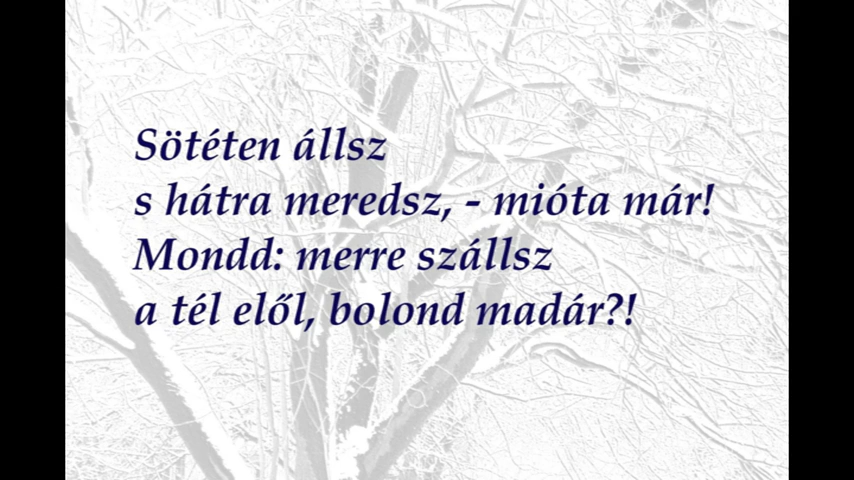 Sötéten állsz
s hátra meredsz, - mióta már!
Mondd: merre szállsz
a tél elől, bolond madár?!